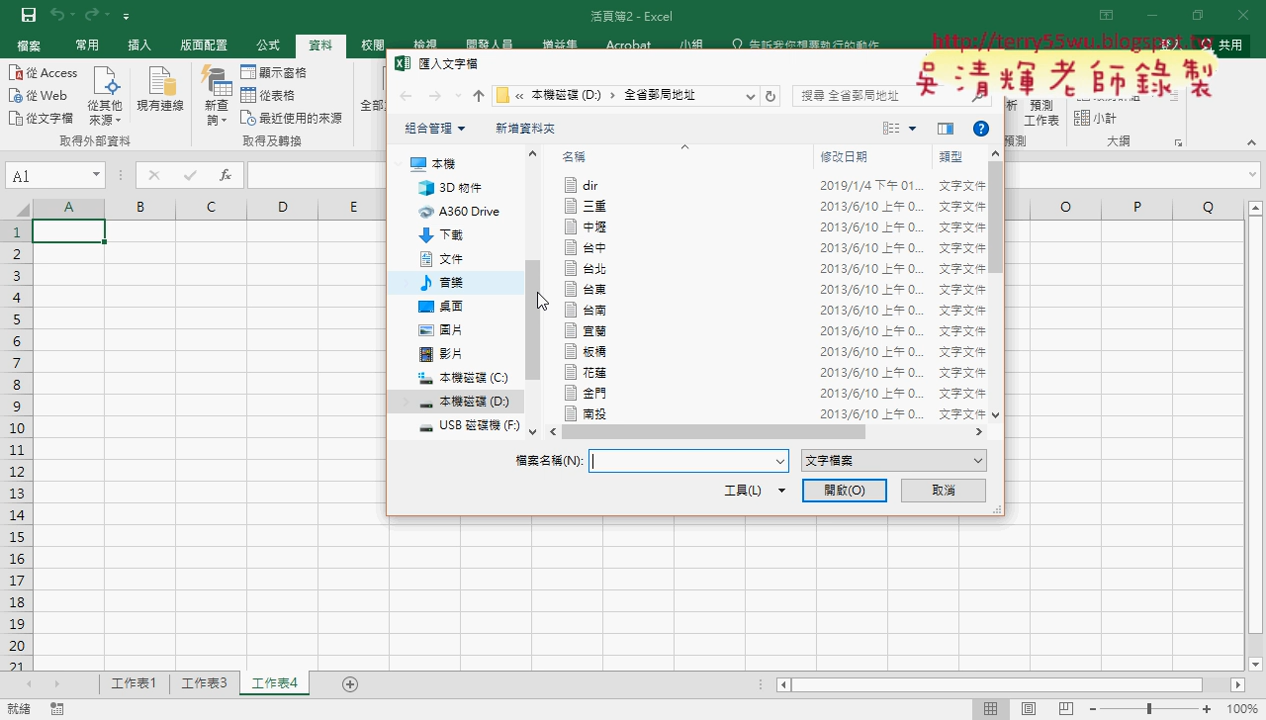 活頁簿2 - Excel
檔案 常用 插入 版面配置 公式 資料 校閱 檢視 開發人員 增益集 Acrobat 小組 告訴我您想要執行的動作 共用
http://terry55wu.blogspot.tw
吳清輝老師錄製
從 Access
從 Web
從文字檔
從其他來源
現有連線
取得外部資料
新查詢
顯示查詢
從表格
最近使用的來源
取得及轉換
全部
預測工作表
預測
小計
大綱
A1
匯入文字檔
« 本機磁碟 (D:) › 全省郵局地址
搜尋 全省郵局地址
組合管理 新增資料夾
本機
3D 物件
A360 Drive
下載
文件
音樂
桌面
圖片
影片
本機磁碟 (C:)
本機磁碟 (D:)
USB 磁碟機 (F:)
名稱 修改日期 類型
dir 2019/1/4 下午 01... 文字文件
三重 2013/6/10 上午 0... 文字文件
中壢 2013/6/10 上午 0... 文字文件
台中 2013/6/10 上午 0... 文字文件
台北 2013/6/10 上午 0... 文字文件
台東 2013/6/10 上午 0... 文字文件
台南 2013/6/10 上午 0... 文字文件
宜蘭 2013/6/10 上午 0... 文字文件
板橋 2013/6/10 上午 0... 文字文件
花蓮 2013/6/10 上午 0... 文字文件
金門 2013/6/10 上午 0... 文字文件
南投 2013/6/10 上午 0... 文字文件
檔案名稱(N): 文字檔案
工具(L) 開啟(O) 取消
A B C D E O P Q
1
2
3
4
5
6
7
8
9
10
11
12
13
14
15
16
17
18
19
20
21
工作表1 工作表3 工作表4
就緒 100%